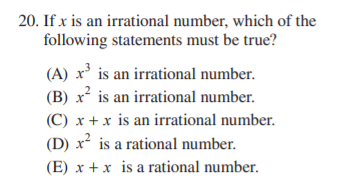 20. If x is an irrational number, which of the
following statements must be true?
(A) x³ is an irrational number.
(B) x² is an irrational number.
(C) x + x is an irrational number.
(D) x² is a rational number.
(E) x + x is a rational number.